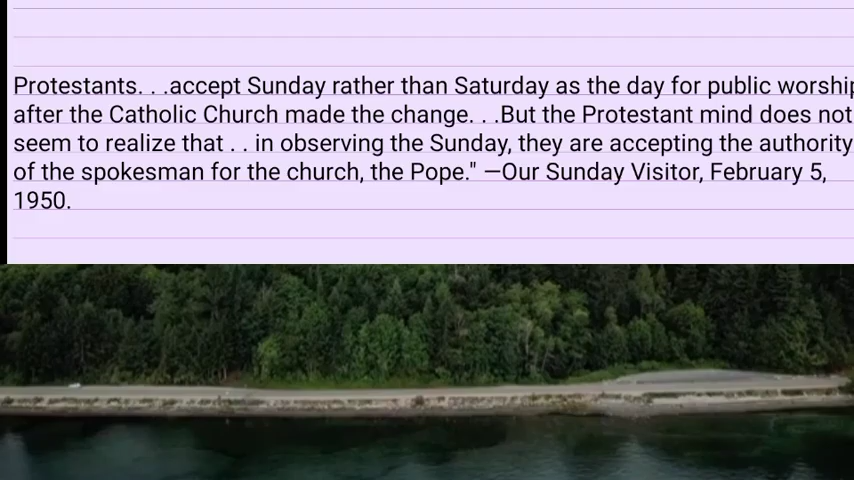 Protestants. . .accept Sunday rather than Saturday as the day for public worship
after the Catholic Church made the change. . .But the Protestant mind does not
seem to realize that . . in observing the Sunday, they are accepting the authority
of the spokesman for the church, the Pope." —Our Sunday Visitor, February 5,
1950.